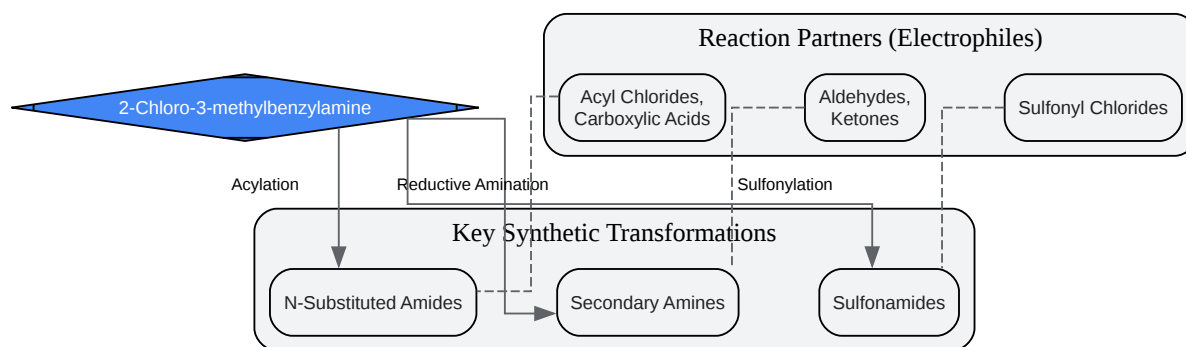 Reaction Partners (Electrophiles)
2-Chloro-3-methylbenzylamine
Acyl Chlorides,
Carboxylic Acids
Aldehydes,
Ketones
Sulfonyl Chlorides
Acylation
Reductive Amination
Sulfonylation
Key Synthetic Transformations
N-Substituted Amides
Secondary Amines
Sulfonamides